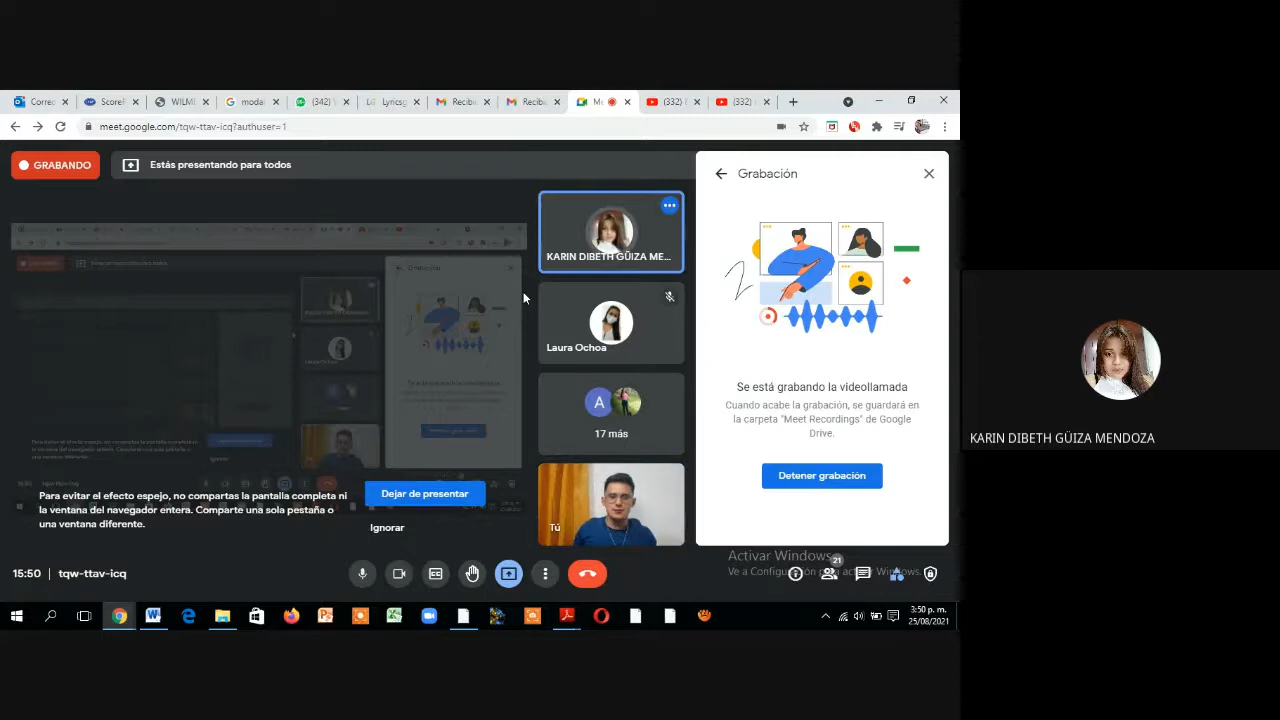 Correo
ScoreF
WILMI
moda
(342)
Lyricsg
Recibi
Recibi
Me
(332)
(332)
meet.google.com/tqw-ttav-icq?authuser=1
GRABANDO
Estás presentando para todos
Grabación
KARIN DIBETH GÜIZA ME...
Laura Ochoa
A
17 más
Tú
Se está grabando la videollamada
Cuando acabe la grabación, se guardará en
la carpeta "Meet Recordings" de Google
Drive.
Detener grabación
Para evitar el efecto espejo, no compartas la pantalla completa ni
la ventana del navegador entera. Comparte una sola pestaña o
una ventana diferente.
Dejar de presentar
Ignorar
KARIN DIBETH GÜIZA MENDOZA
Activar Windows
Ve a Configuración para activar Windows.
15:50 | tqw-ttav-icq
21
3:50 p. m.
25/08/2021